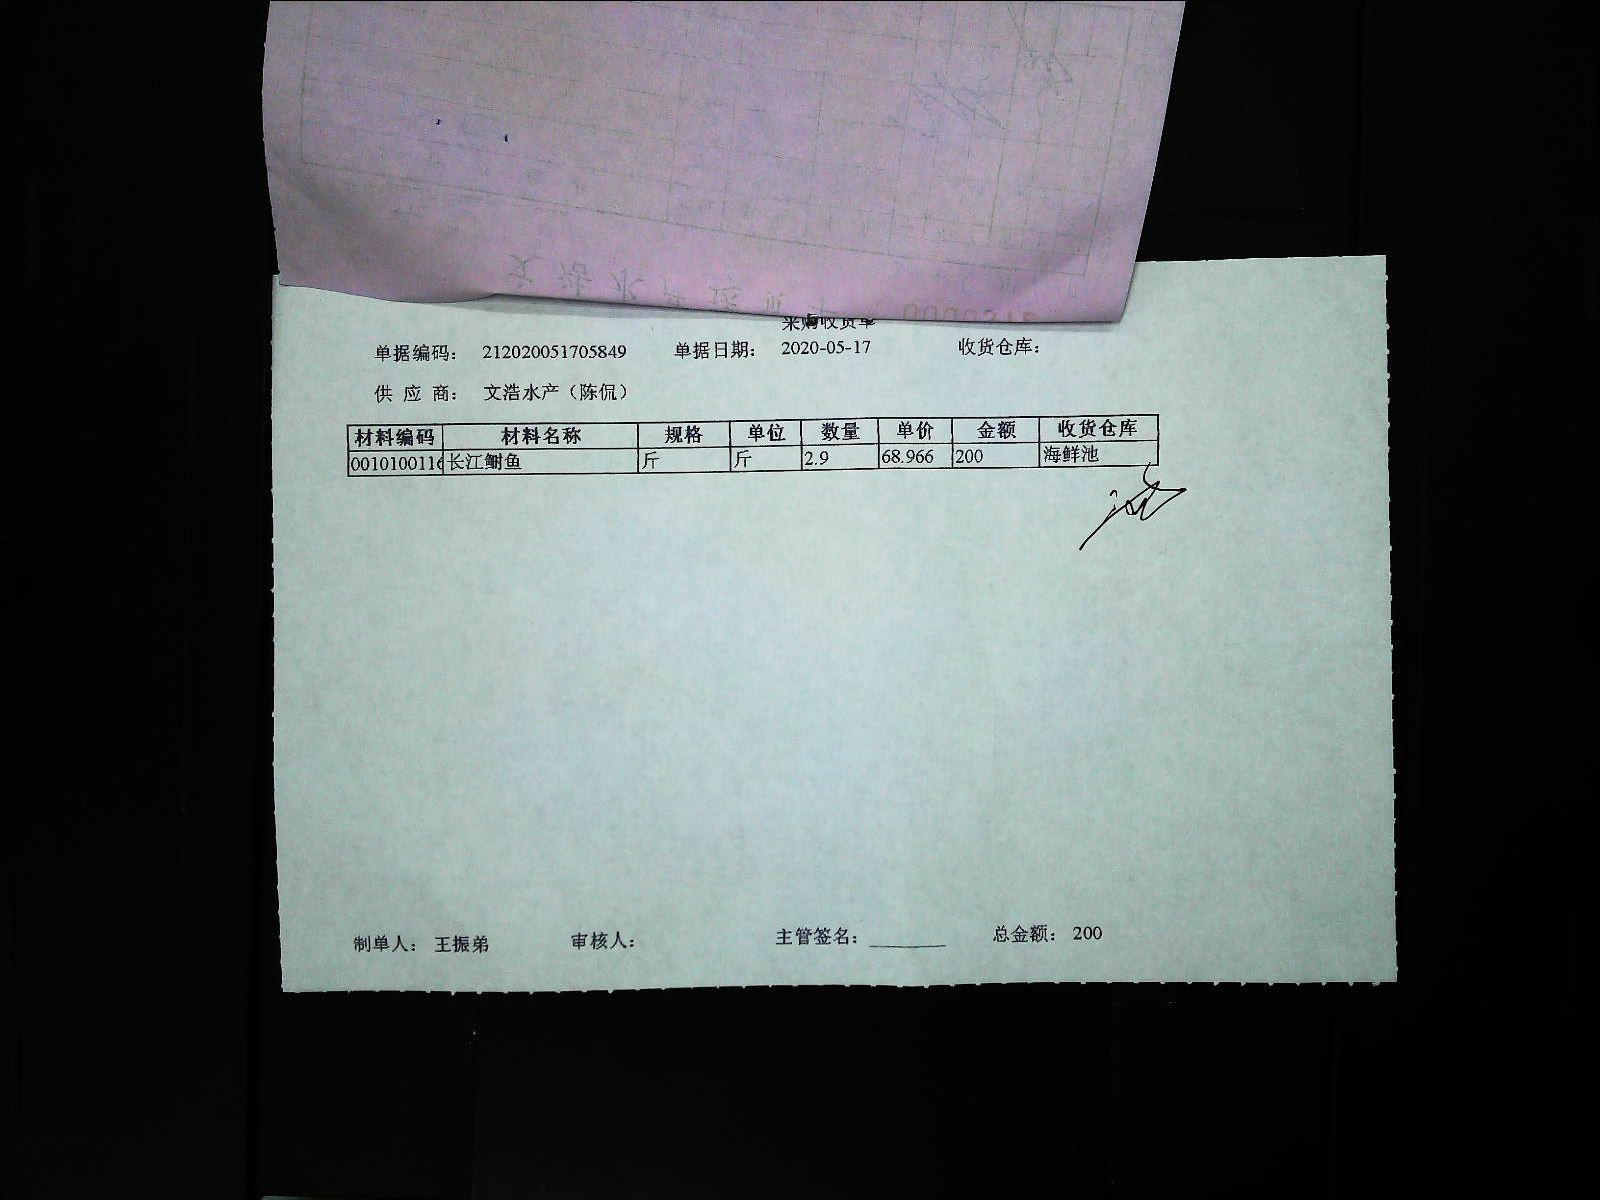 采购收货单
单据编码： 212020051705849 单据日期： 2020-05-17 收货仓库：
供 应 商： 文浩水产（陈侃）
材料编码 材料名称 规格 单位 数量 单价 金额 收货仓库
0010100116 长江鲥鱼 斤 斤 2.9 68.966 200 海鲜池
制单人： 王振弟 审核人： 主管签名： ________ 总金额： 200